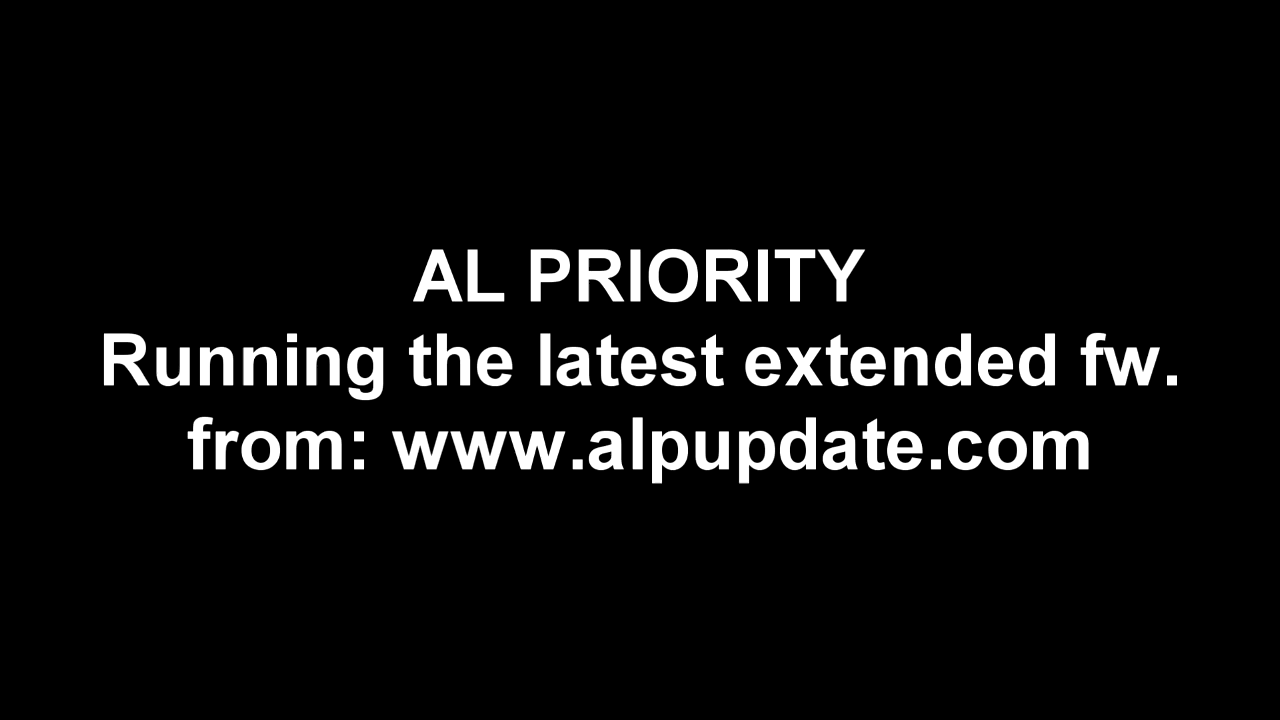 AL PRIORITY
Running the latest extended fw.
from: www.alpupdate.com